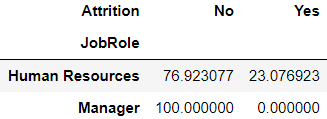 Attrition No Yes
JobRole
Human Resources 76.923077 23.076923
Manager 100.000000 0.000000